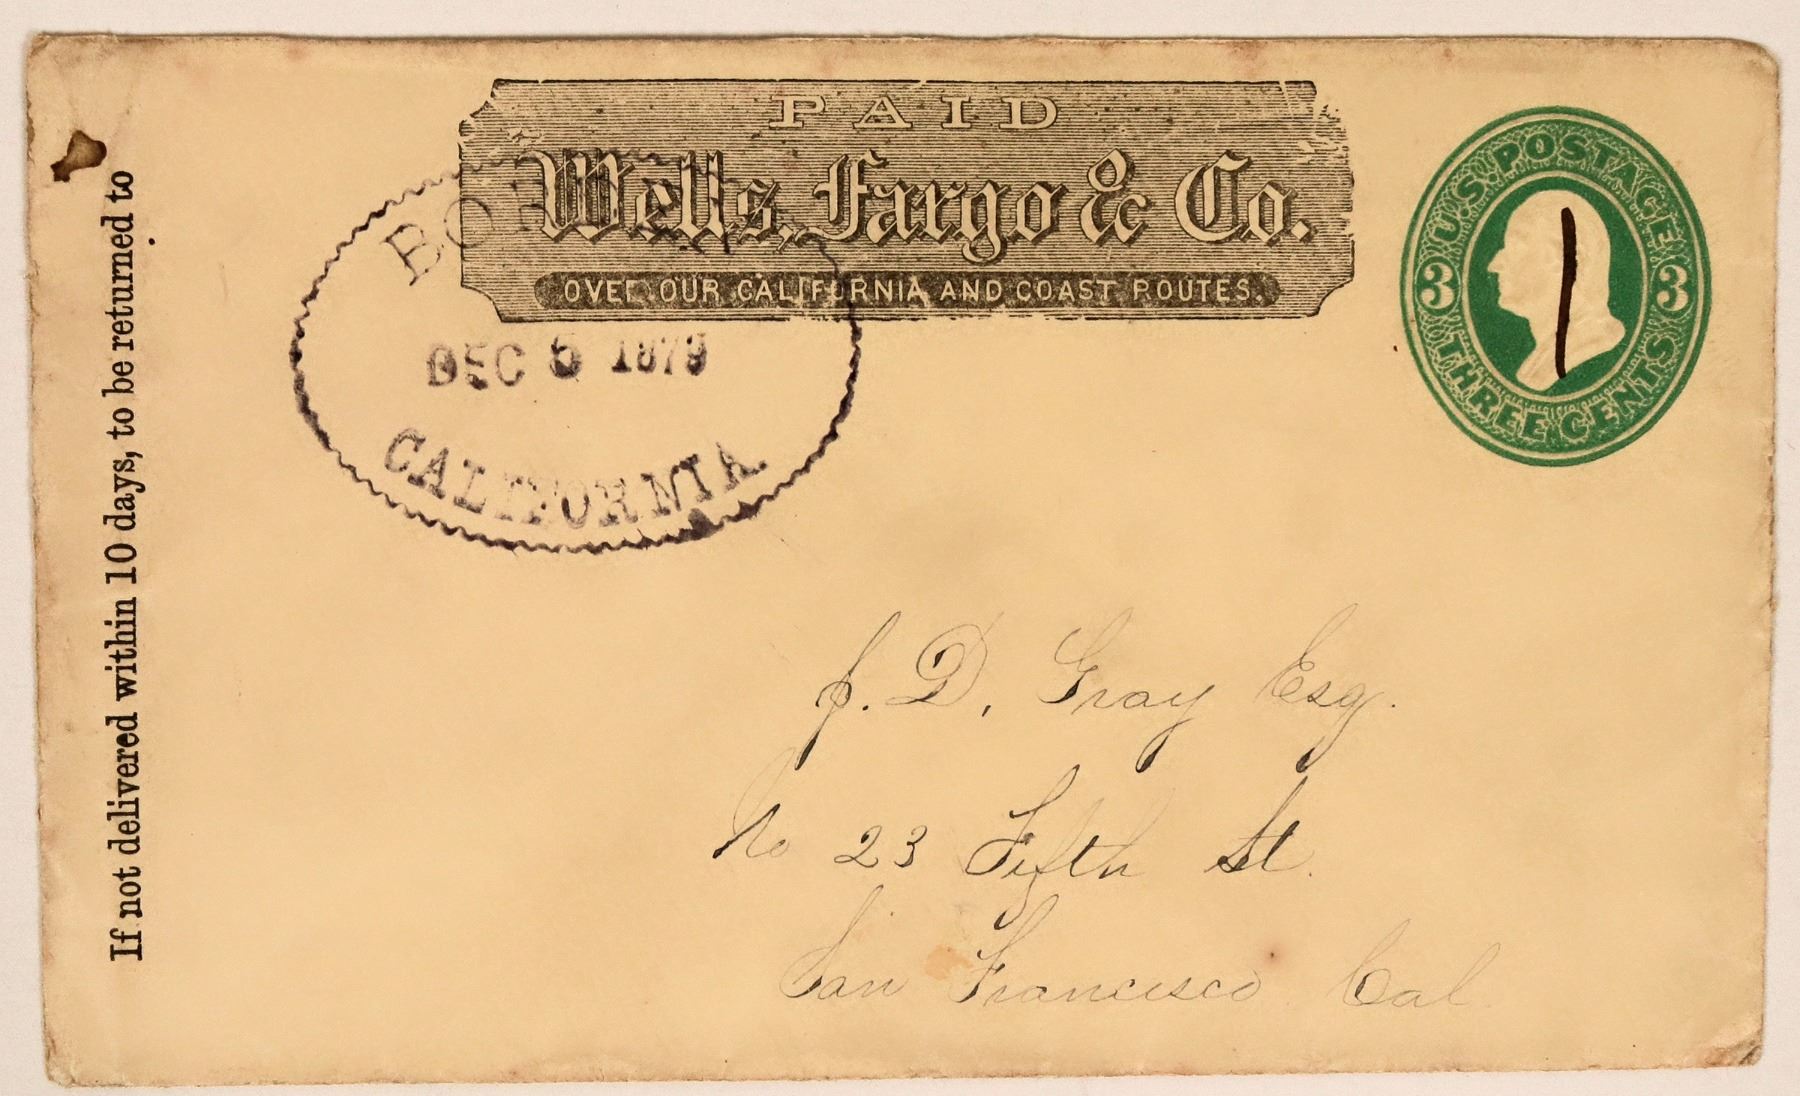 PAID
Wells, Fargo & Co.
OVER OUR CALIFORNIA AND COAST ROUTES.
U.S. POSTAGE
3 3
THREE CENTS
DEC 1879
CALIFORNIA.
If not delivered within 10 days, to be returned to
J. D. Gray Esq.
No 23 Fifth St.
San Francisco Cal